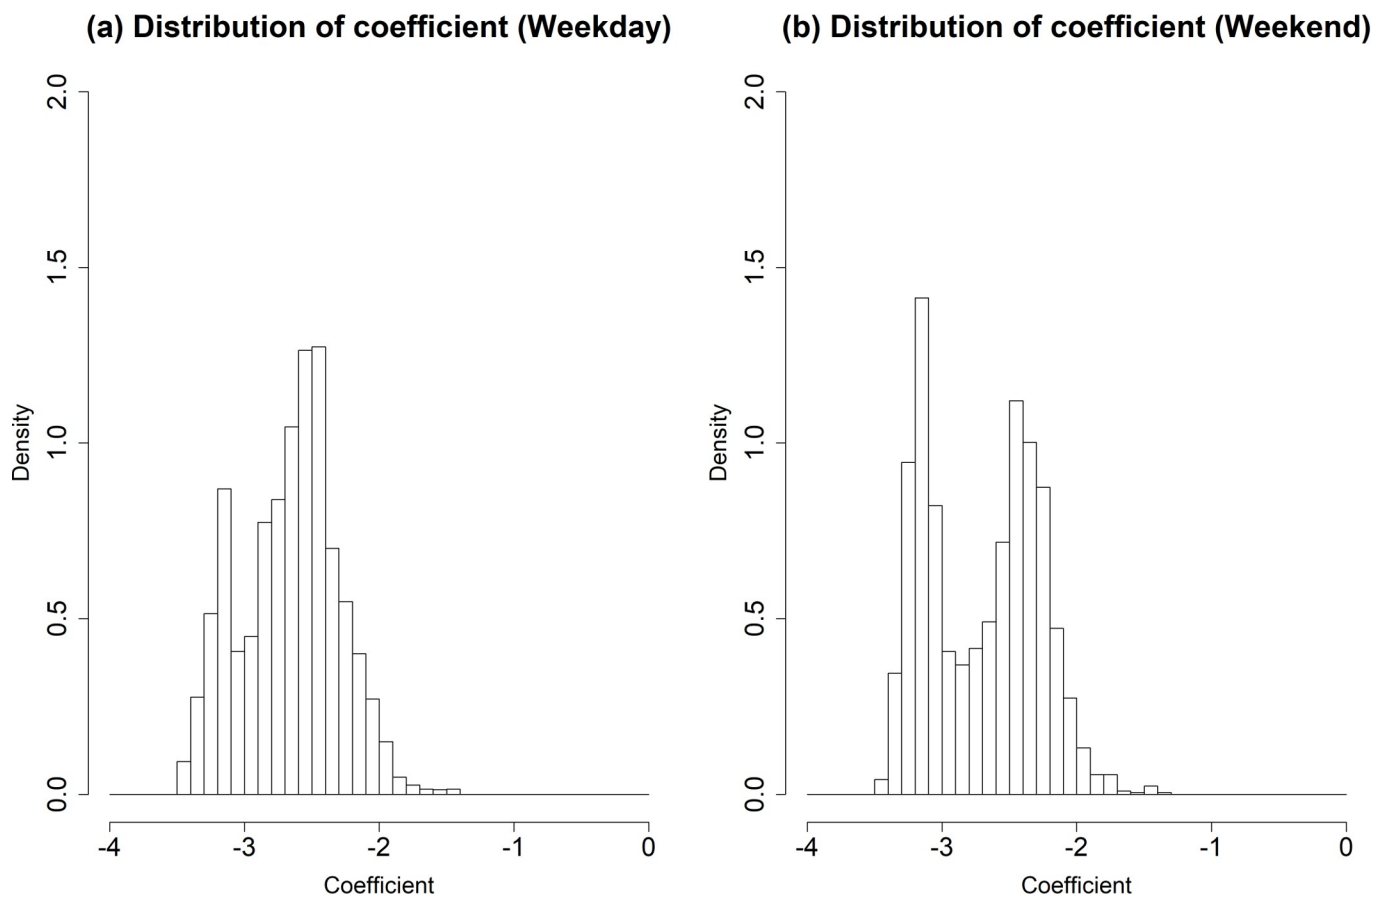 (a) Distribution of coefficient (Weekday)
2.0
1.5
1.0
0.5
0.0
Density
-4 -3 -2 -1 0
Coefficient
(b) Distribution of coefficient (Weekend)
2.0
1.5
1.0
0.5
0.0
Density
-4 -3 -2 -1 0
Coefficient